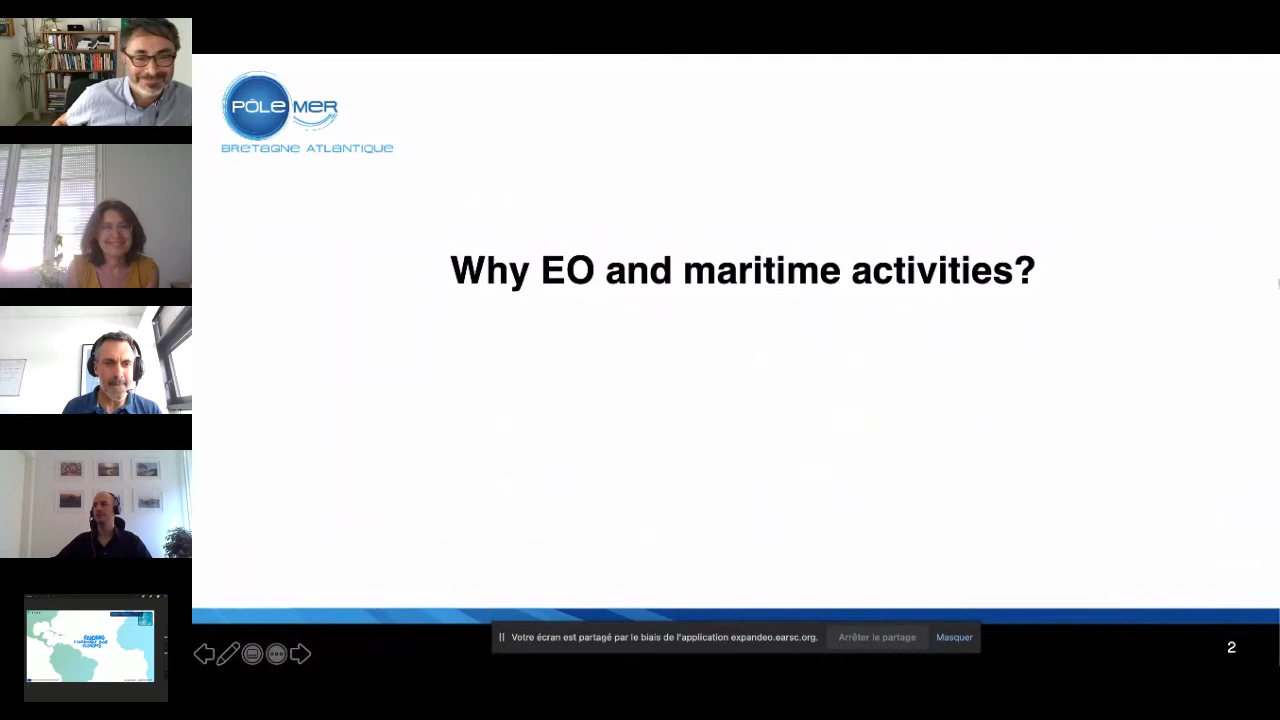 PÔLE MER
BRETAGNE ATLANTIQUE
Why EO and maritime activities?
Votre écran est partagé par le biais de l'application expandeo.earsc.org.
Arrêter le partage
Masquer
2